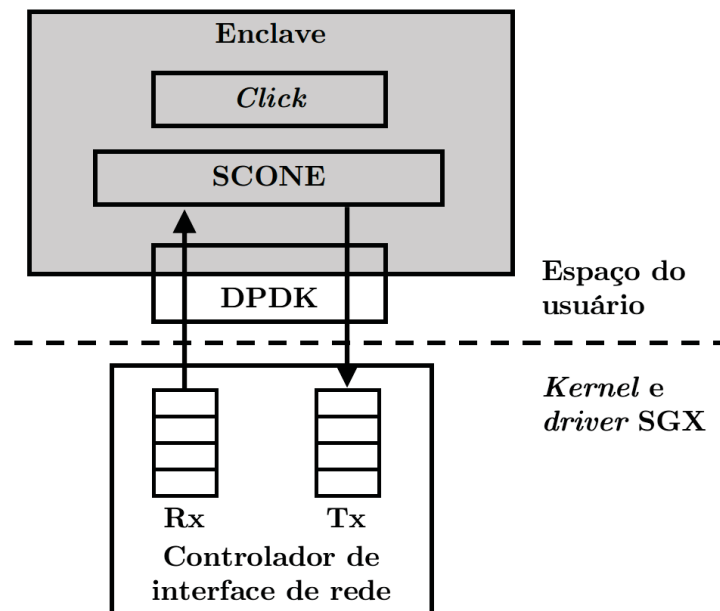 Enclave
Click
SCONE
DPDK
Espaço do
usuário
Kernel e
driver SGX
Rx
Tx
Controlador de
interface de rede